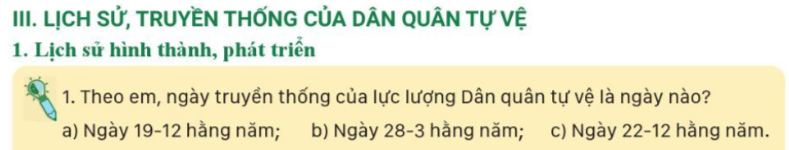 III. LỊCH SỬ, TRUYỀN THỐNG CỦA DÂN QUÂN TỰ VỆ
1. Lịch sử hình thành, phát triển
1. Theo em, ngày truyền thống của lực lượng Dân quân tự vệ là ngày nào?
a) Ngày 19-12 hằng năm; b) Ngày 28-3 hằng năm; c) Ngày 22-12 hằng năm.